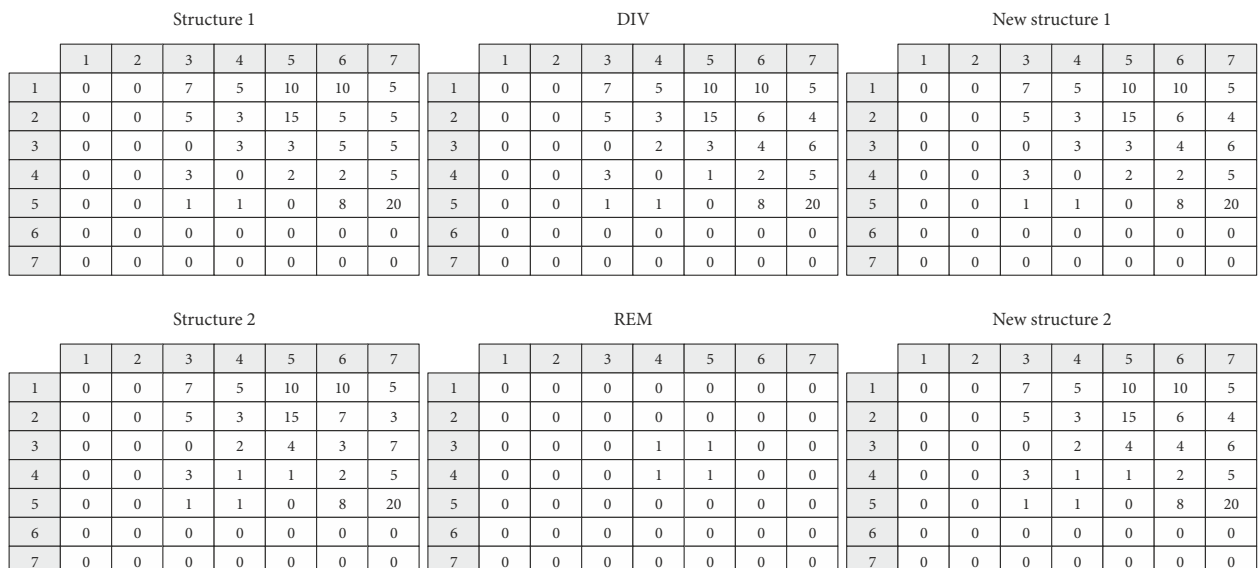 Structure 1 DIV New structure 1
1 2 3 4 5 6 7 1 2 3 4 5 6 7 1 2 3 4 5 6 7
1 0 0 7 5 10 10 5 1 0 0 7 5 10 10 5 1 0 0 7 5 10 10 5
2 0 0 5 3 15 5 5 2 0 0 5 3 15 6 4 2 0 0 5 3 15 6 4
3 0 0 0 3 3 5 5 3 0 0 0 2 3 4 6 3 0 0 0 3 3 4 6
4 0 0 3 0 2 2 5 4 0 0 3 0 1 2 5 4 0 0 3 0 2 2 5
5 0 0 1 1 0 8 20 5 0 0 1 1 0 8 20 5 0 0 1 1 0 8 20
6 0 0 0 0 0 0 0 6 0 0 0 0 0 0 0 6 0 0 0 0 0 0 0
7 0 0 0 0 0 0 0 7 0 0 0 0 0 0 0 7 0 0 0 0 0 0 0
Structure 2 REM New structure 2
1 2 3 4 5 6 7 1 2 3 4 5 6 7 1 2 3 4 5 6 7
1 0 0 7 5 10 10 5 1 0 0 0 0 0 0 0 1 0 0 7 5 10 10 5
2 0 0 5 3 15 7 3 2 0 0 0 0 0 0 0 2 0 0 5 3 15 6 4
3 0 0 0 2 4 3 7 3 0 0 0 1 1 0 0 3 0 0 0 2 4 4 6
4 0 0 3 1 1 2 5 4 0 0 0 1 1 0 0 4 0 0 3 1 1 2 5
5 0 0 1 1 0 8 20 5 0 0 0 0 0 0 0 5 0 0 1 1 0 8 20
6 0 0 0 0 0 0 0 6 0 0 0 0 0 0 0 6 0 0 0 0 0 0 0
7 0 0 0 0 0 0 0 7 0 0 0 0 0 0 0 7 0 0 0 0 0 0 0